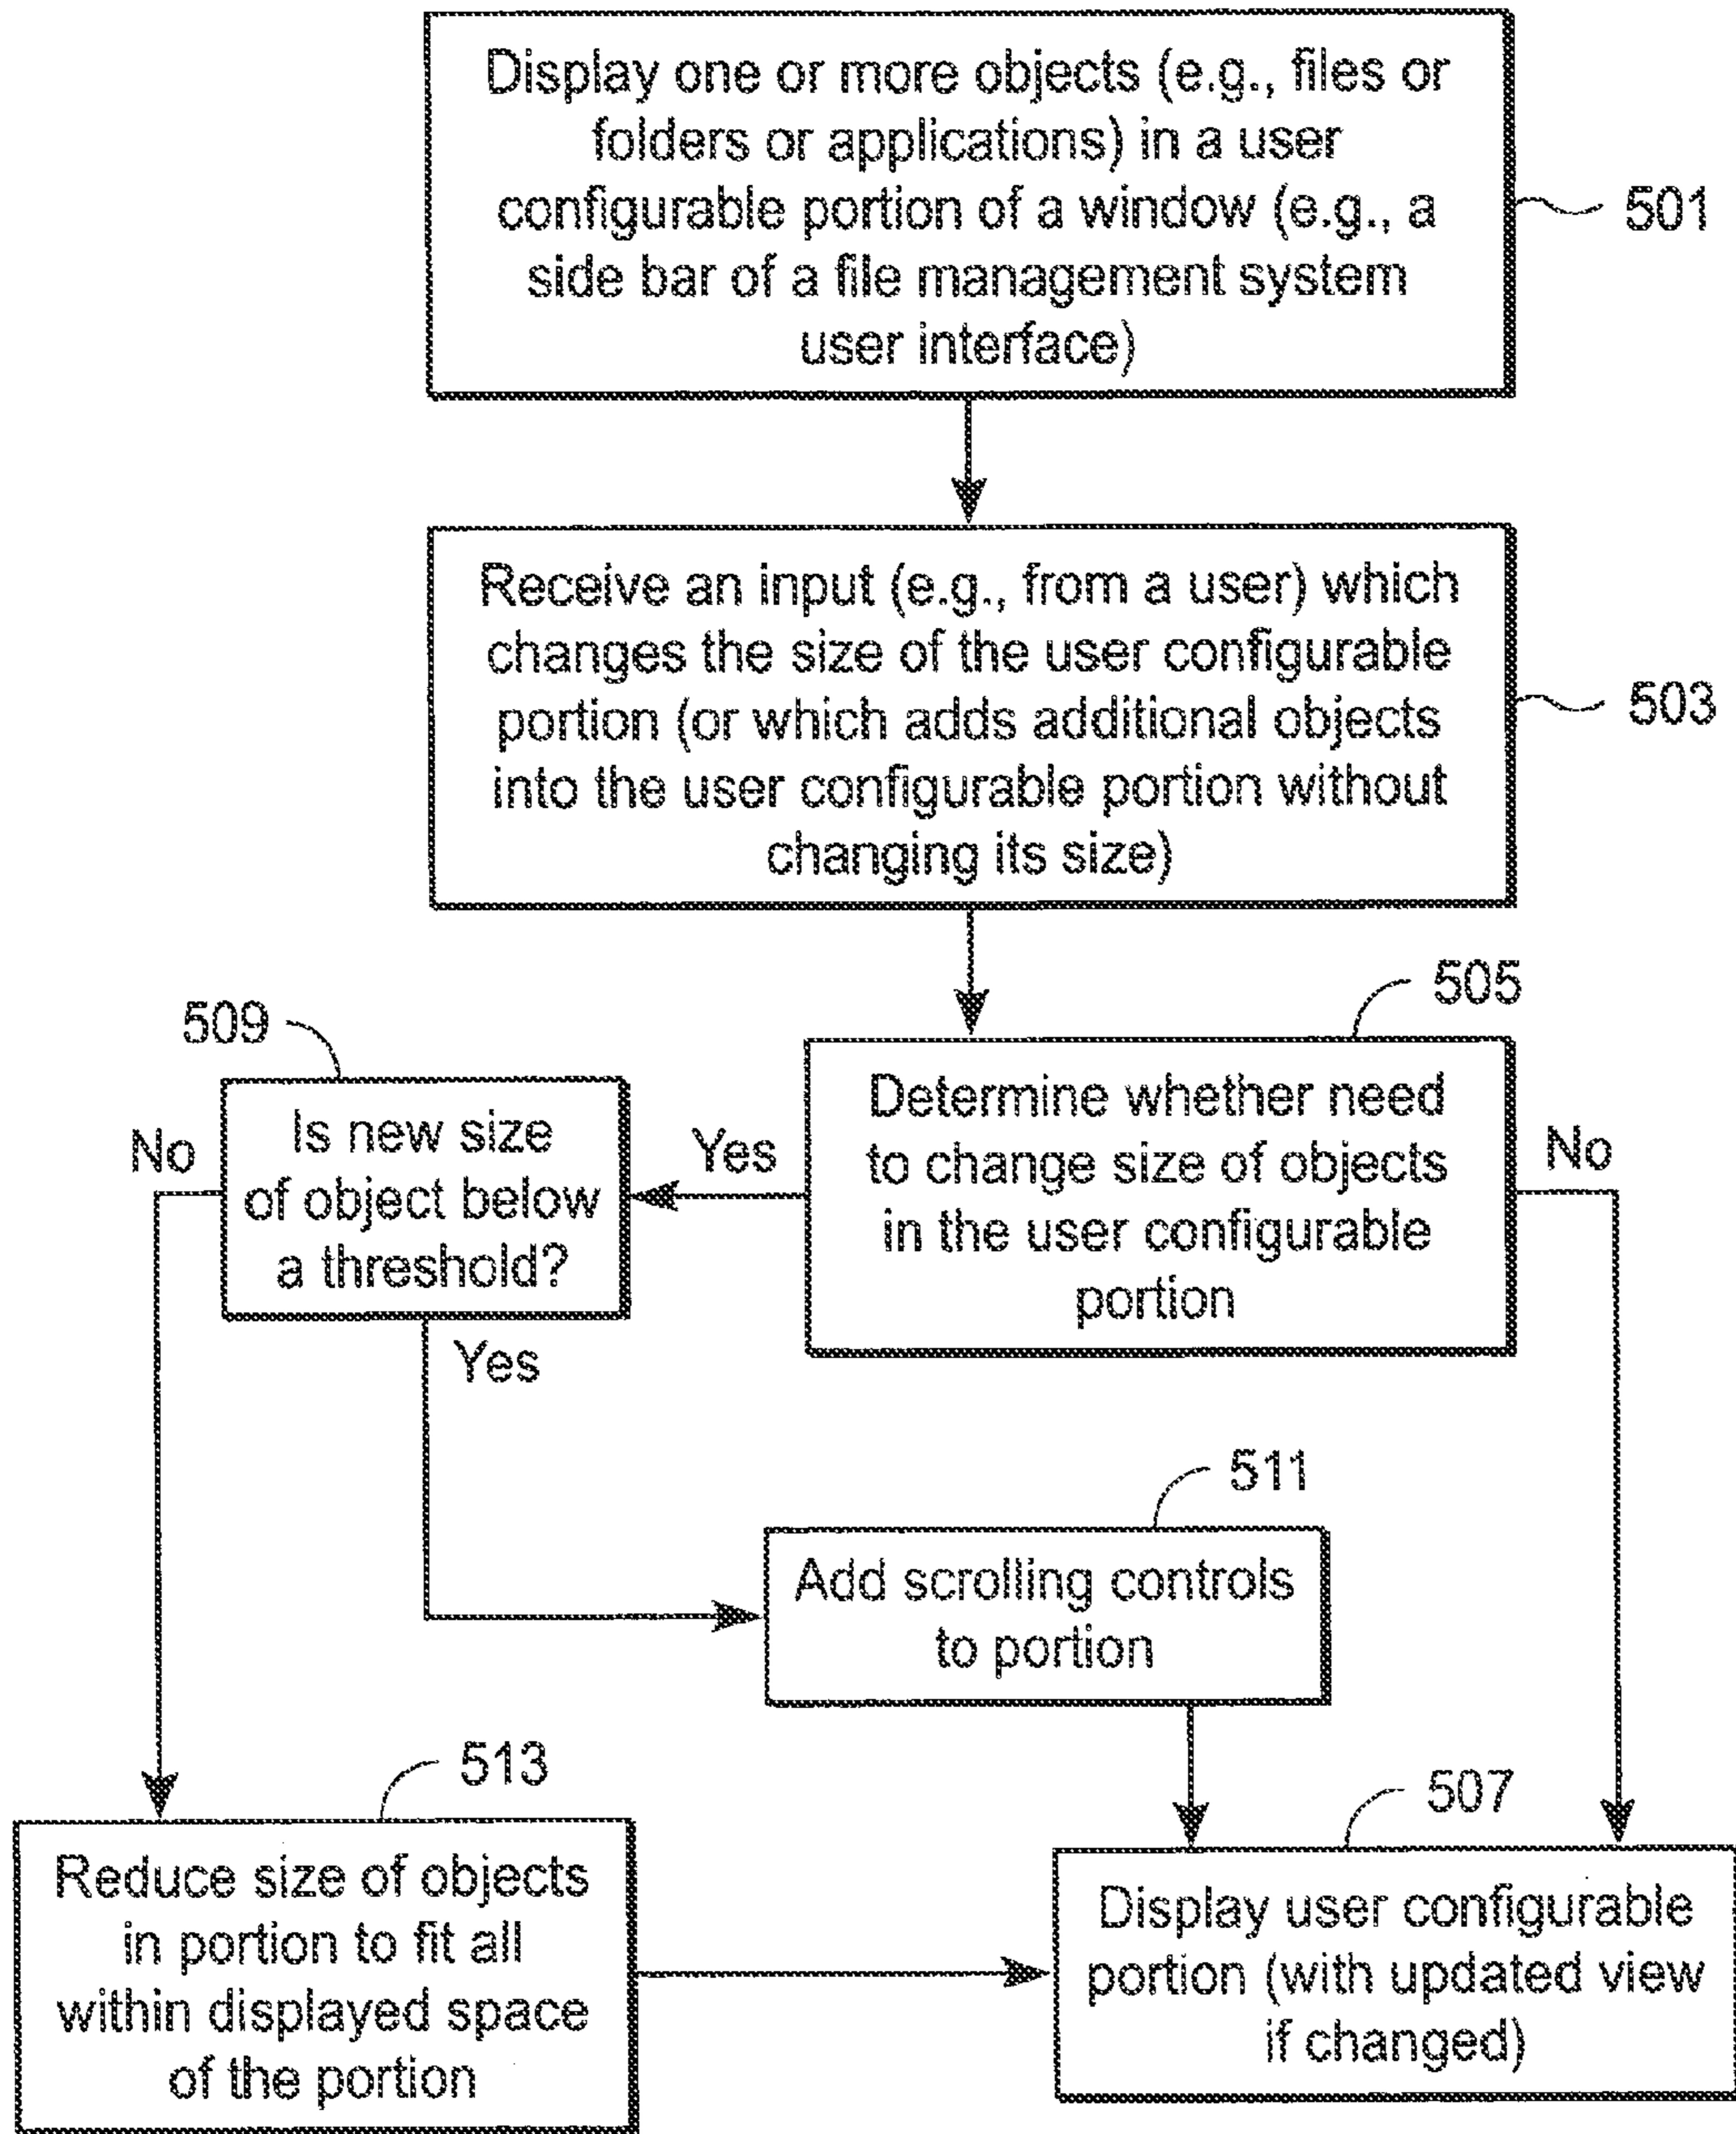 Display one or more objects (e.g., files or
folders or applications) in a user
configurable portion of a window (e.g., a
side bar of a file management system
user interface)
501
Receive an input (e.g., from a user) which
changes the size of the user configurable
portion (or which adds additional objects
into the user configurable portion without
changing its size)
503
505
Determine whether need
to change size of objects
in the user configurable
portion
Yes
No
509
Is new size
of object below
a threshold?
No
Yes
511
Add scrolling controls
to portion
513
Reduce size of objects
in portion to fit all
within displayed space
of the portion
507
Display user configurable
portion (with updated view
if changed)